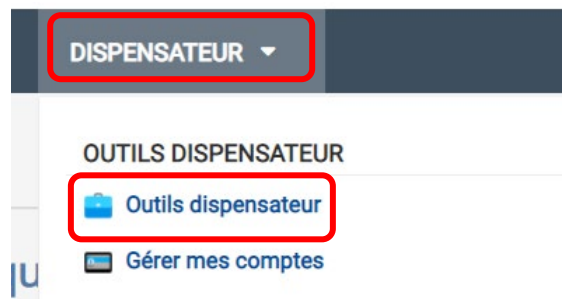 DISPENSATEUR
OUTILS DISPENSATEUR
Outils dispensateur
Gérer mes comptes